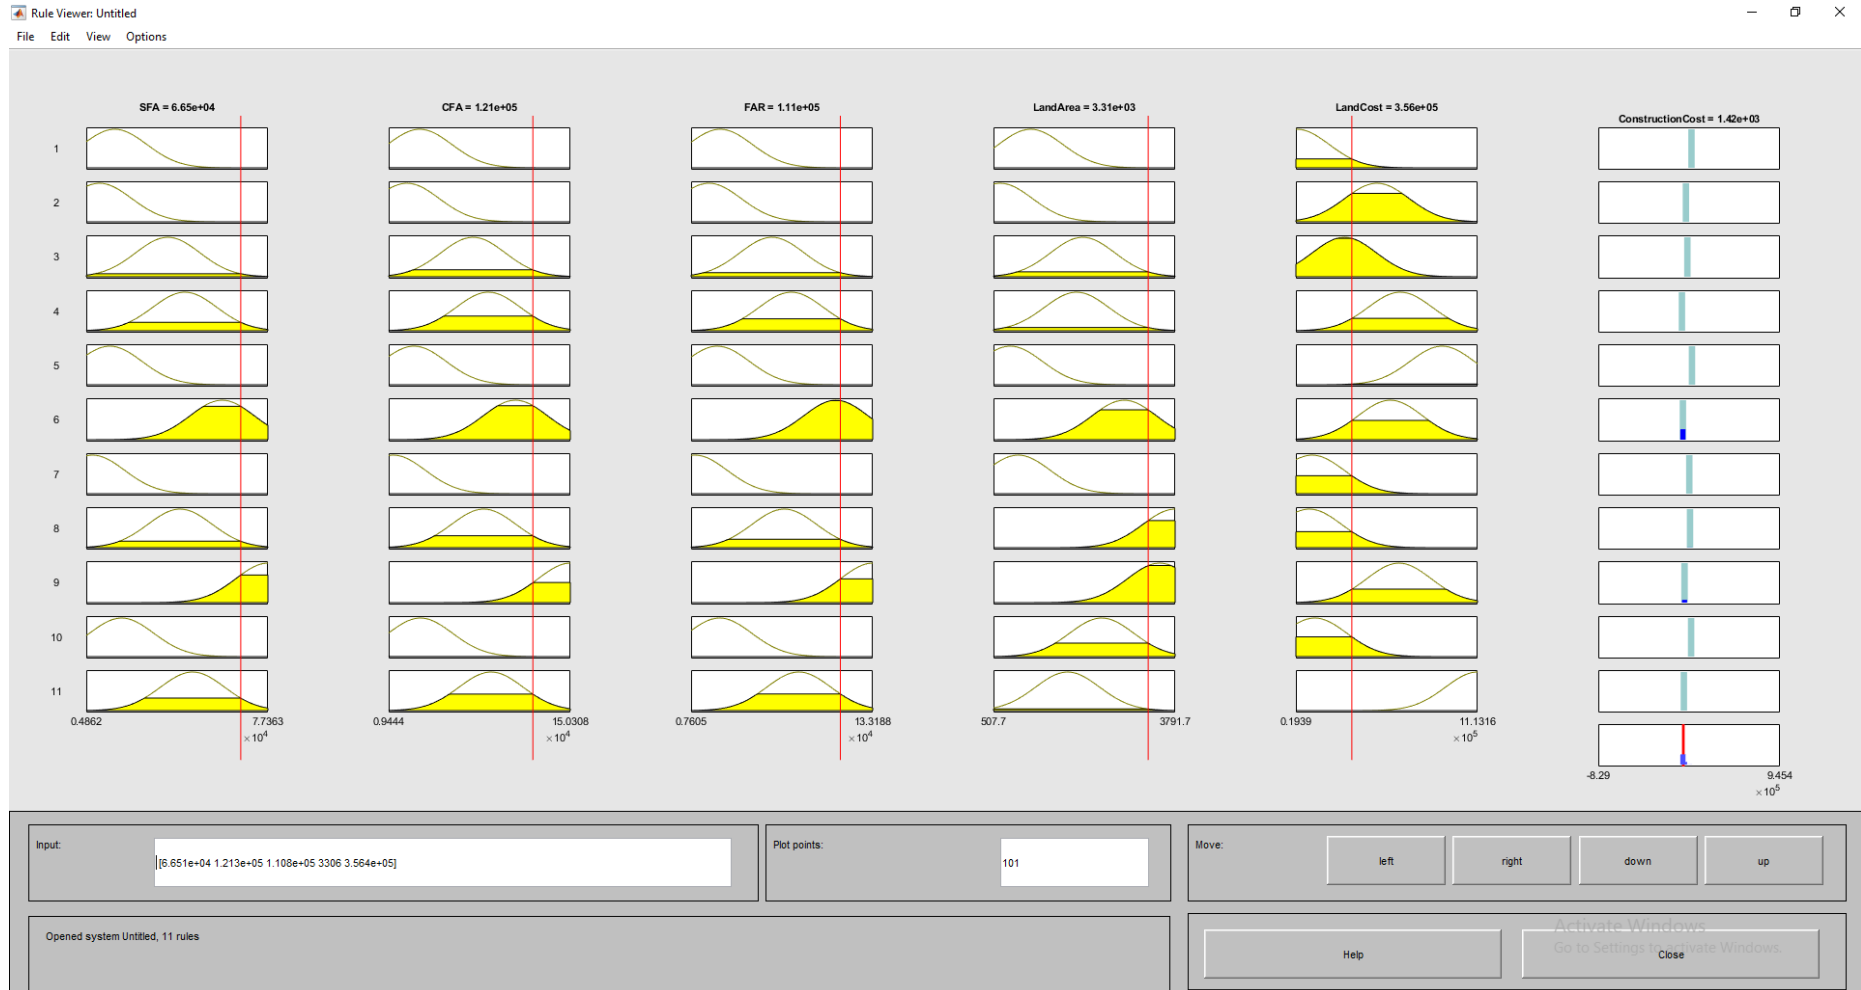 Rule Viewer: Untitled
File Edit View Options
SFA = 6.65e+04 CFA = 1.21e+05 FAR = 1.11e+05 LandArea = 3.31e+03 LandCost = 3.56e+05
ConstructionCost = 1.42e+03
1
2
3
4
5
6
7
8
9
10
11
0.4862 7.7363 0.9444 15.0308 0.7605 13.3188 507.7 3791.7 0.1939 11.1316
×10⁴ ×10⁴ ×10⁴ ×10⁵
-8.29 9.454
×10⁵
Input: Plot points: Move:
[6.651e+04 1.213e+05 1.108e+05 3306 3.564e+05] 101 left right down up
Opened system Untitled, 11 rules
Activate Windows
Go to Settings to activate Windows.
Help Close